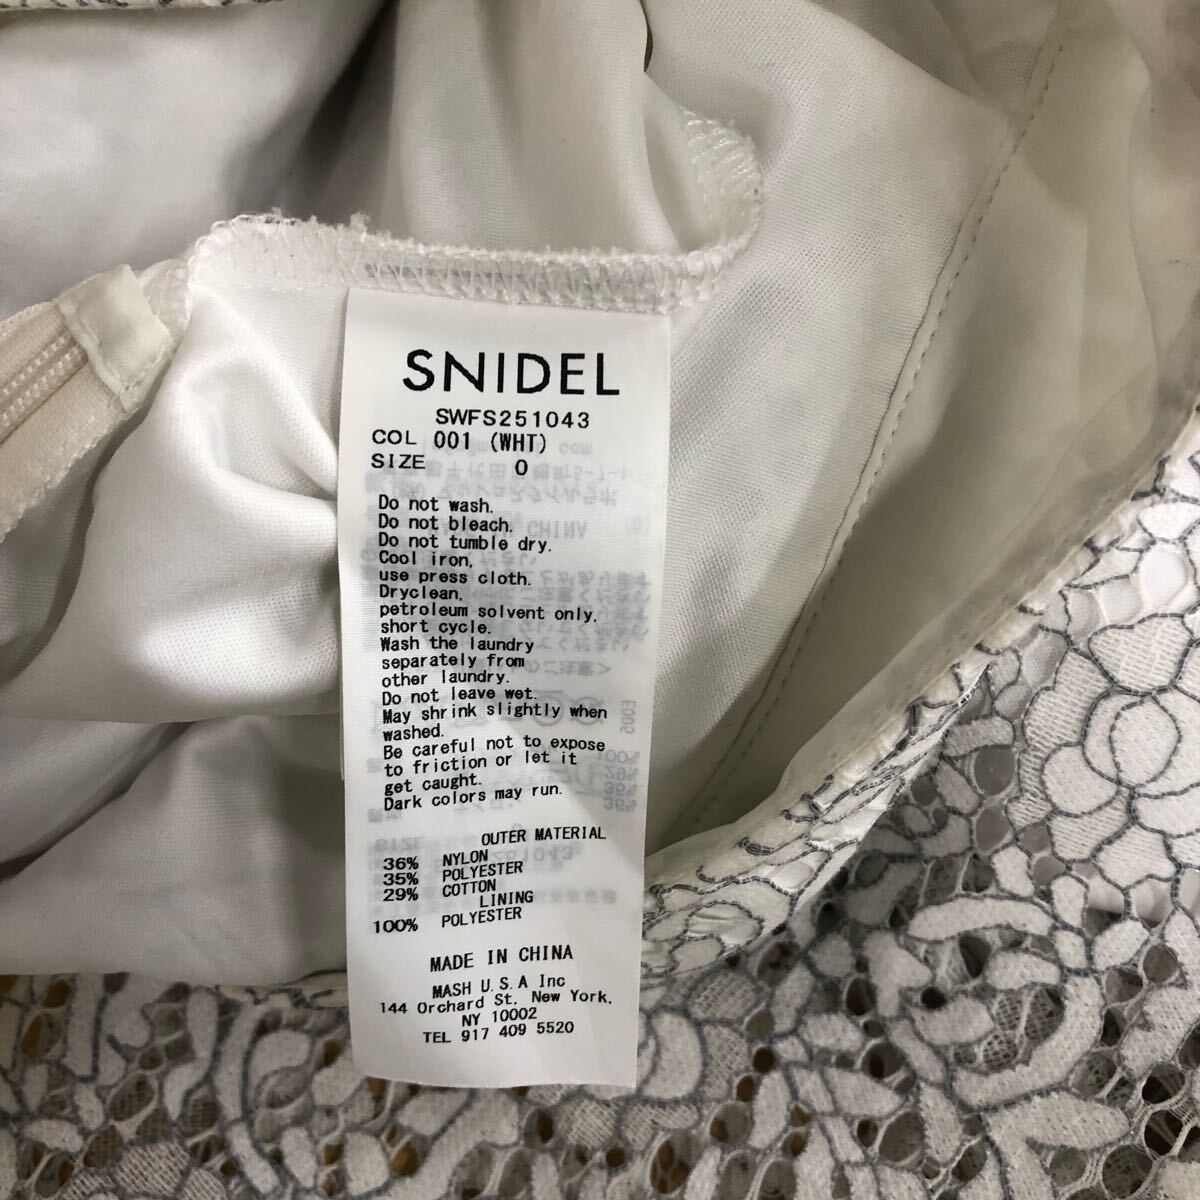 SNIDEL
SWFS251043
COL 001 (WHT)
SIZE 0
Do not wash.
Do not bleach.
Do not tumble dry.
Cool iron,
use press cloth.
Dryclean,
petroleum solvent only,
short cycle.
Wash the laundry
separately from
other laundry.
Do not leave wet.
May shrink slightly when
washed.
Be careful not to expose
to friction or let it
get caught.
Dark colors may run.
OUTER MATERIAL
36% NYLON
35% POLYESTER
29% COTTON
LINING
100% POLYESTER
MADE IN CHINA
MASH U.S.A Inc
144 Orchard St. New York,
NY 10002
TEL 917 409 5520